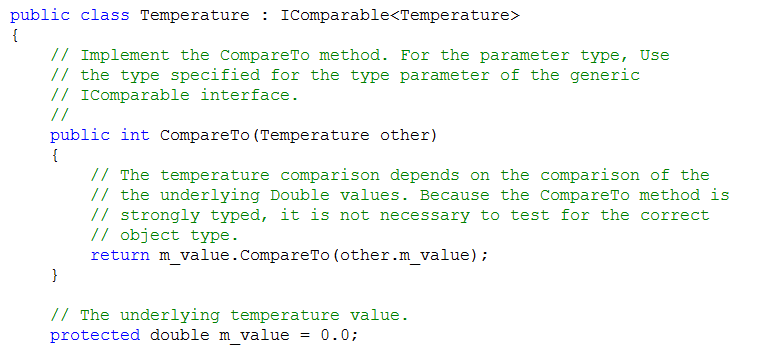 public class Temperature : IComparable<Temperature>
{
// Implement the CompareTo method. For the parameter type, Use
// the type specified for the type parameter of the generic
// IComparable interface.
//
public int CompareTo(Temperature other)
{
// The temperature comparison depends on the comparison of the
// the underlying Double values. Because the CompareTo method is
// strongly typed, it is not necessary to test for the correct
// object type.
return m_value.CompareTo(other.m_value);
}
// The underlying temperature value.
protected double m_value = 0.0;